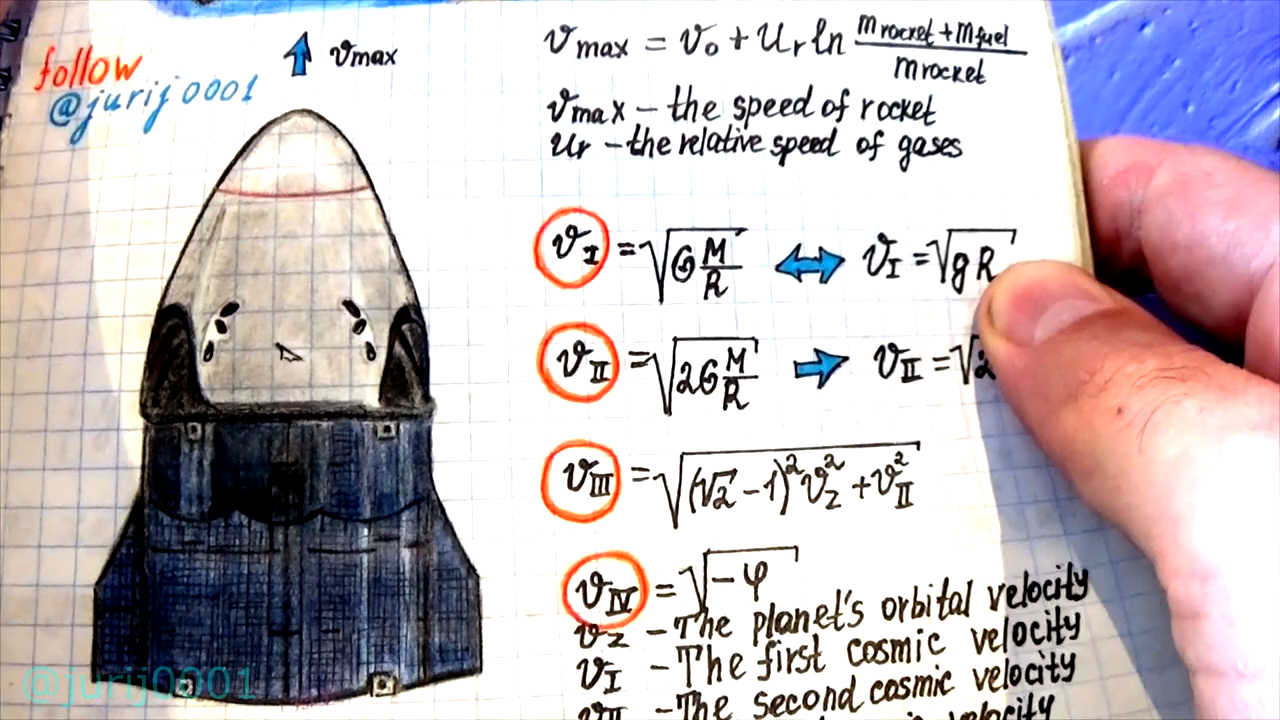 follow
@jurij0001
vmax
vmax = v0 + ur ln (mrocket + mfuel) / mrocket
vmax – the speed of rocket
ur – the relative speed of gases
vI = √(G M/R) ↔ vI = √(gR)
vII = √(2G M/R) → vII = √2
vIII = √((√2 – 1)²vz² + vII²)
vIV = √(–φ)
vz – The planet's orbital velocity
vI – The first cosmic velocity
vII – The second cosmic velocity
velocity
@jurij0001